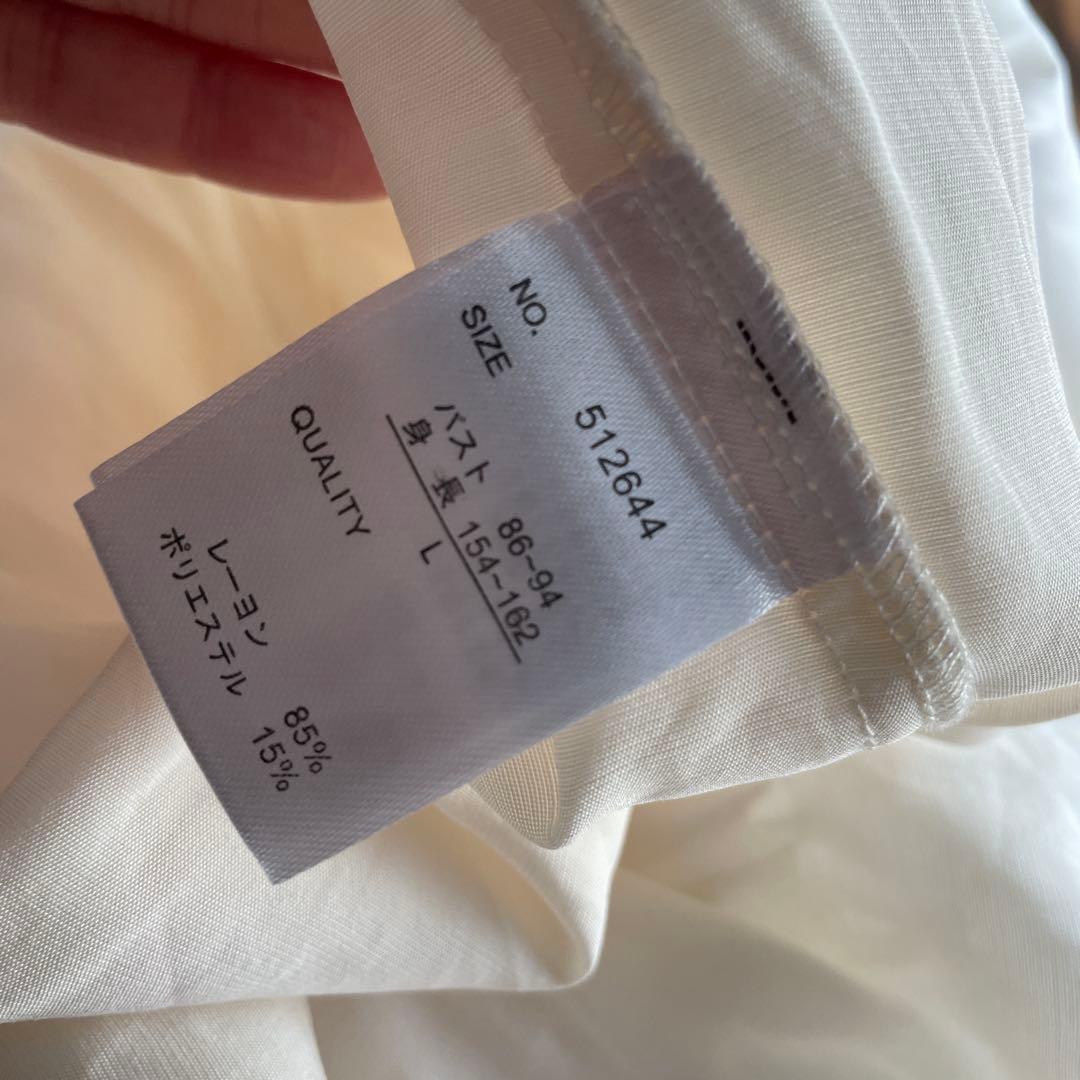 NO. 512644
SIZE
バスト 86~94
身長 154~162
L
QUALITY
レーヨン 85%
ポリエステル 15%